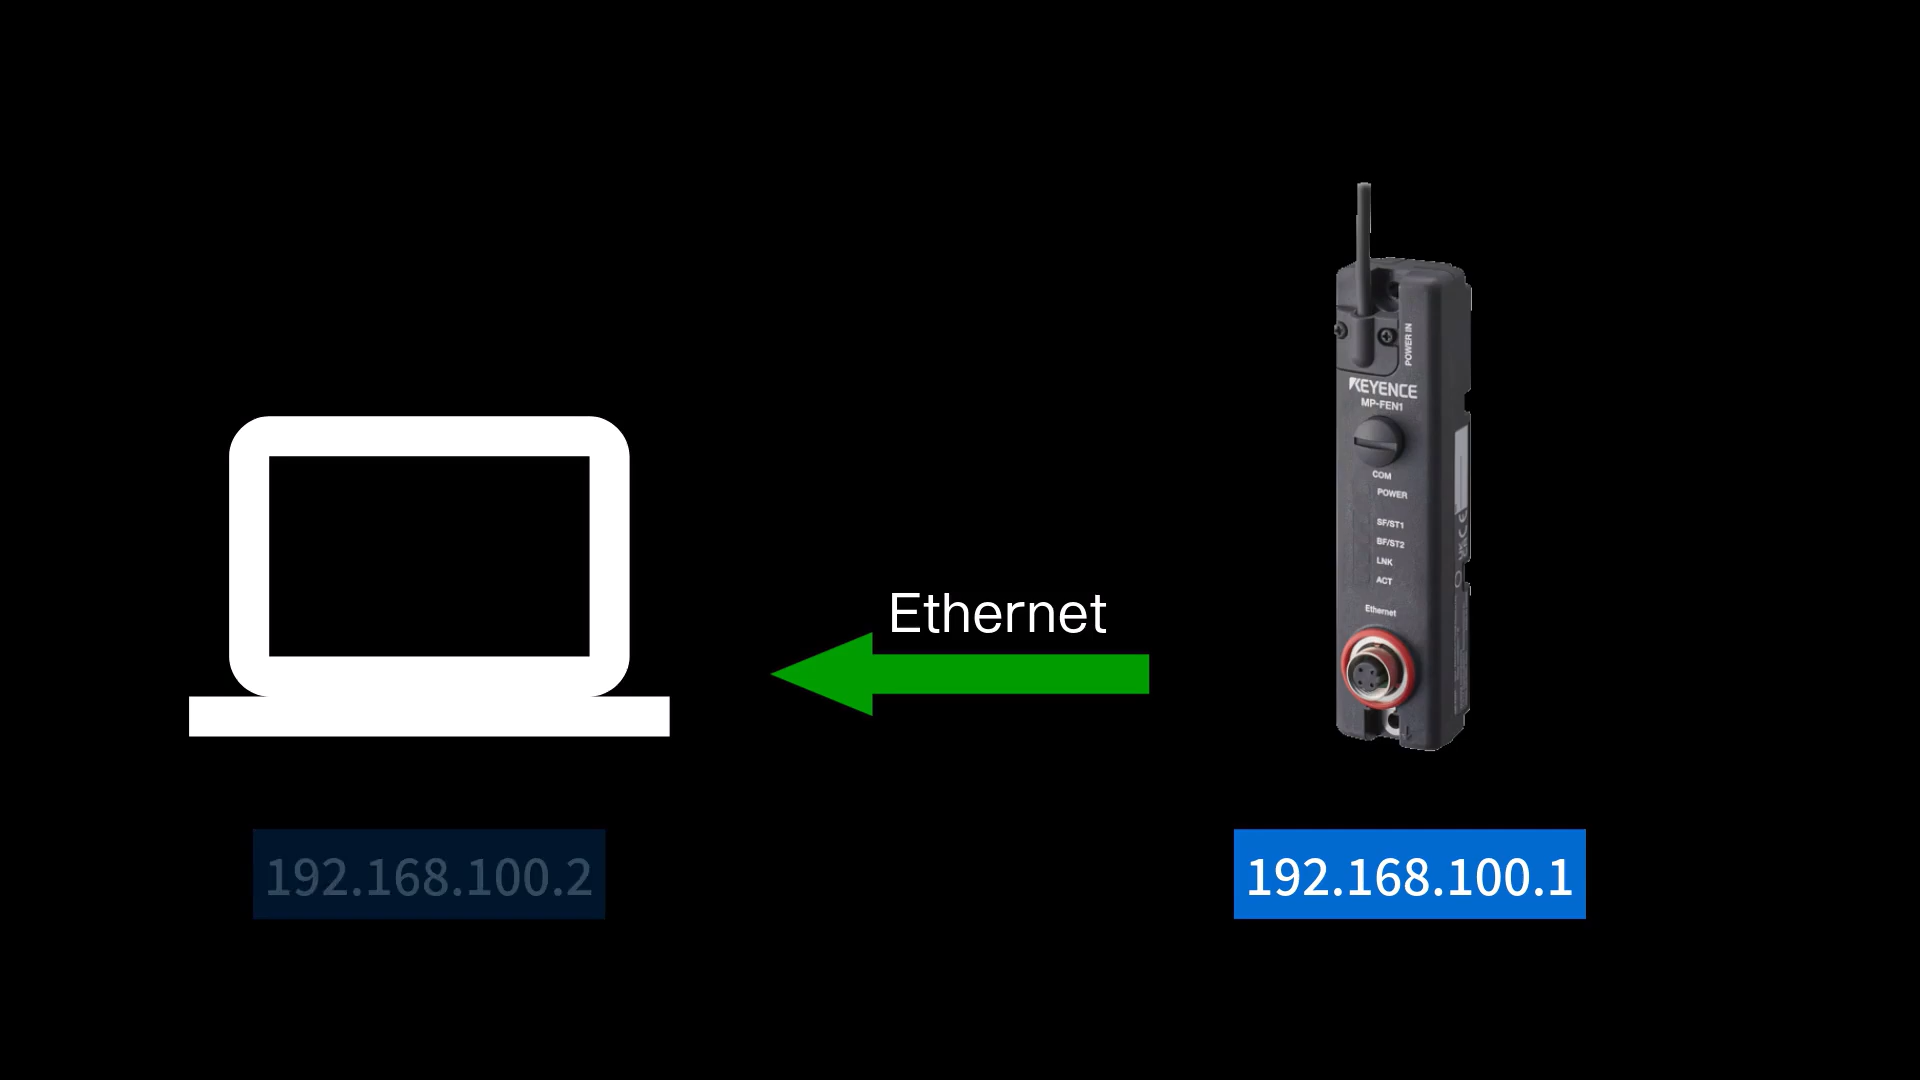 POWER IN
KEYENCE
MP-FEN1
COM
POWER
SF/ST1
BF/ST2
LNK
ACT
Ethernet
Ethernet
192.168.100.2
192.168.100.1